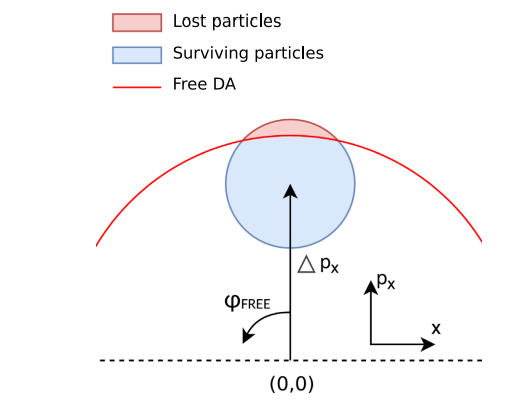 Lost particles
Surviving particles
Free DA
△ px
φFREE
px
x
(0,0)